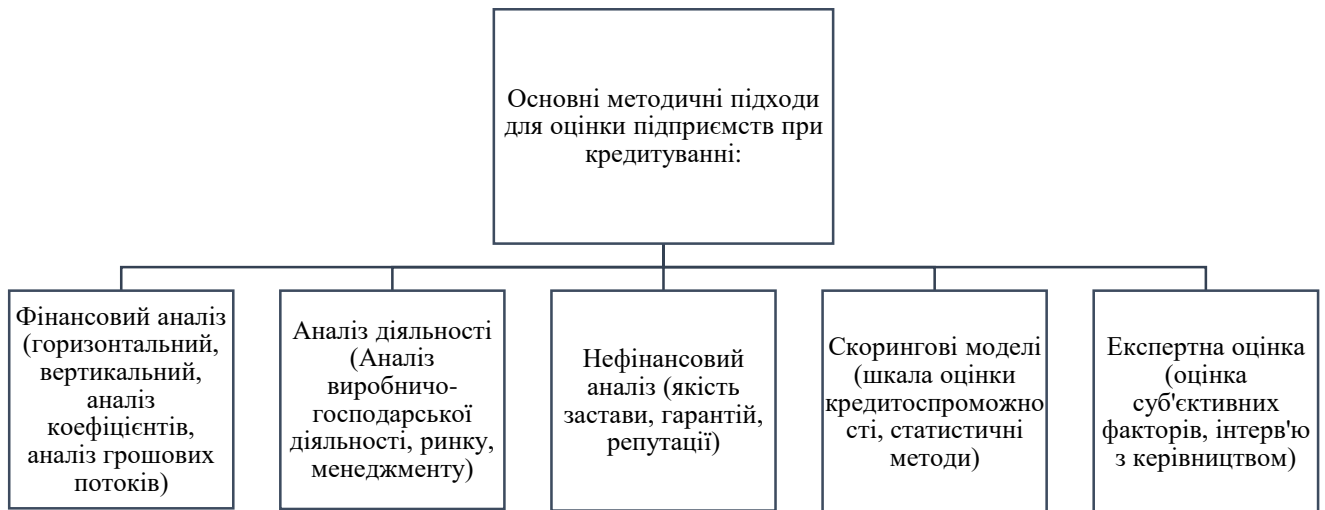 Основні методичні підходи
для оцінки підприємств при
кредитуванні:
Фінансовий аналіз
(горизонтальний,
вертикальний,
аналіз
коефіцієнтів,
аналіз грошових
потоків)
Аналіз діяльності
(Аналіз
виробничо-
господарської
діяльності, ринку,
менеджменту)
Нефінансовий
аналіз (якість
застави, гарантій,
репутації)
Скорингові моделі
(шкала оцінки
кредитоспроможно
сті, статистичні
методи)
Експертна оцінка
(оцінка
суб'єктивних
факторів, інтерв'ю
з керівництвом)